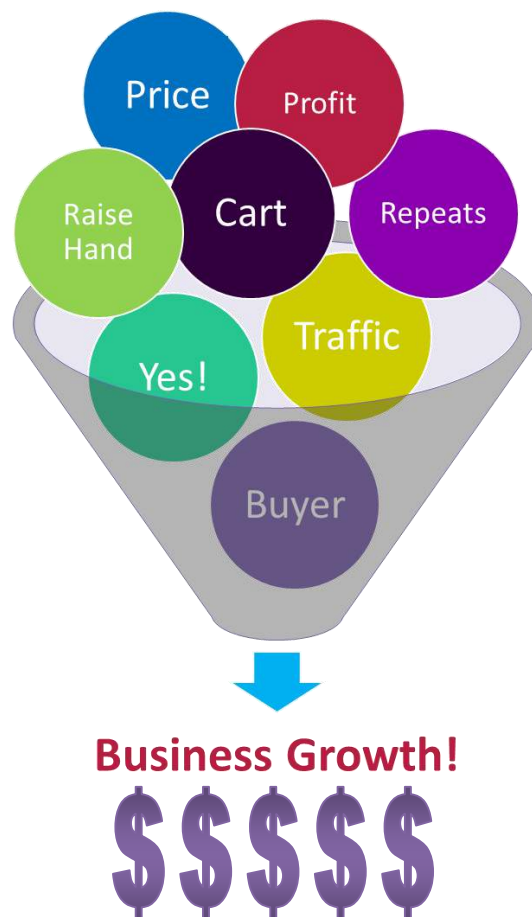 Price
Profit
Raise
Hand
Cart
Repeats
Yes!
Traffic
Buyer
Business Growth!
$ $ $ $ $